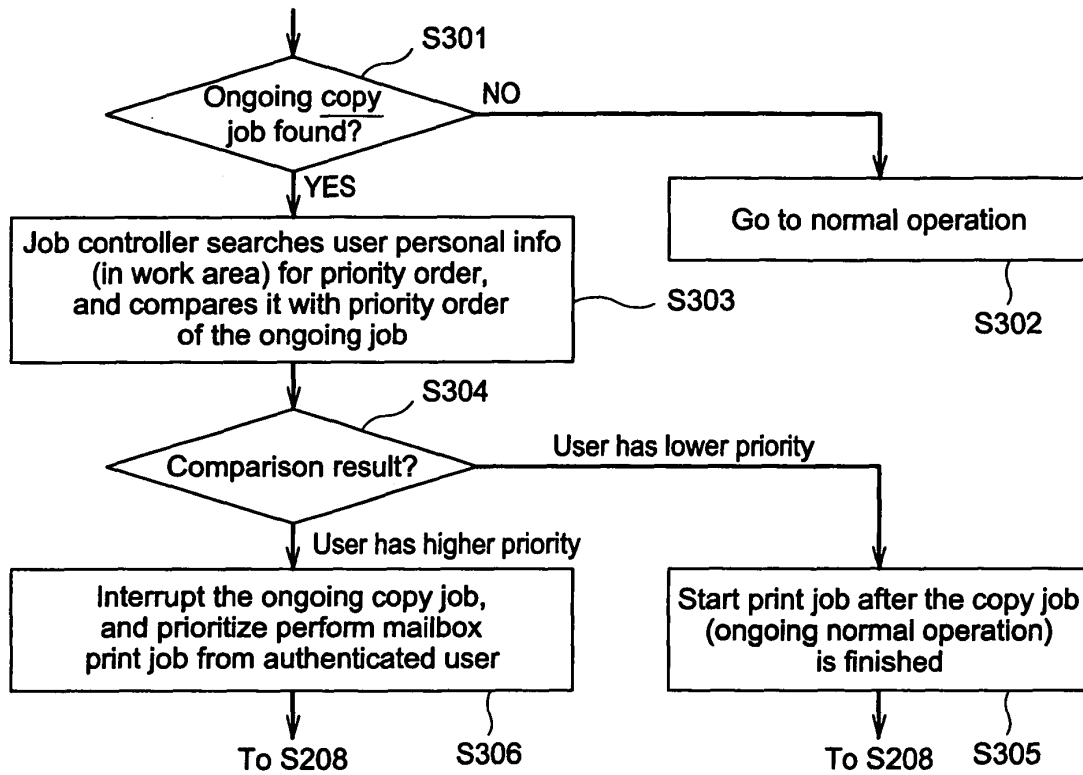 S301
Ongoing copy
job found?
NO
YES
Go to normal operation
S302
Job controller searches user personal info
(in work area) for priority order,
and compares it with priority order
of the ongoing job
S303
S304
Comparison result?
User has lower priority
User has higher priority
Interrupt the ongoing copy job,
and prioritize perform mailbox
print job from authenticated user
S306
To S208
Start print job after the copy job
(ongoing normal operation)
is finished
S305
To S208